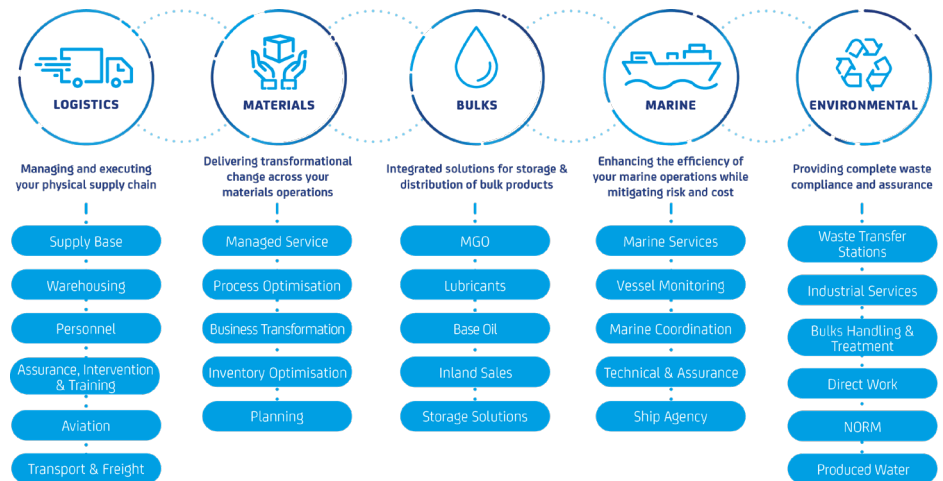 LOGISTICS
Managing and executing
your physical supply chain
Supply Base
Warehousing
Personnel
Assurance, Intervention
& Training
Aviation
Transport & Freight
MATERIALS
Delivering transformational
change across your
materials operations
Managed Service
Process Optimisation
Business Transformation
Inventory Optimisation
Planning
BULKS
Integrated solutions for storage &
distribution of bulk products
MGO
Lubricants
Base Oil
Inland Sales
Storage Solutions
MARINE
Enhancing the efficiency of
your marine operations while
mitigating risk and cost
Marine Services
Vessel Monitoring
Marine Coordination
Technical & Assurance
Ship Agency
ENVIRONMENTAL
Providing complete waste
compliance and assurance
Waste Transfer
Stations
Industrial Services
Bulks Handling &
Treatment
Direct Work
NORM
Produced Water